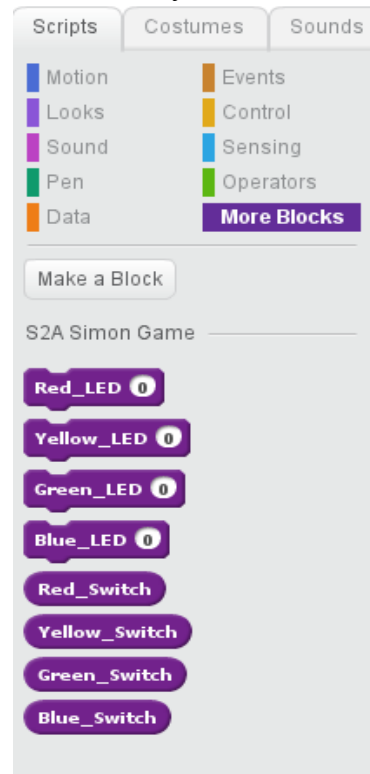 Scripts Costumes Sounds
Motion Events
Looks Control
Sound Sensing
Pen Operators
Data More Blocks
Make a Block
S2A Simon Game
Red_LED 0
Yellow_LED 0
Green_LED 0
Blue_LED 0
Red_Switch
Yellow_Switch
Green_Switch
Blue_Switch